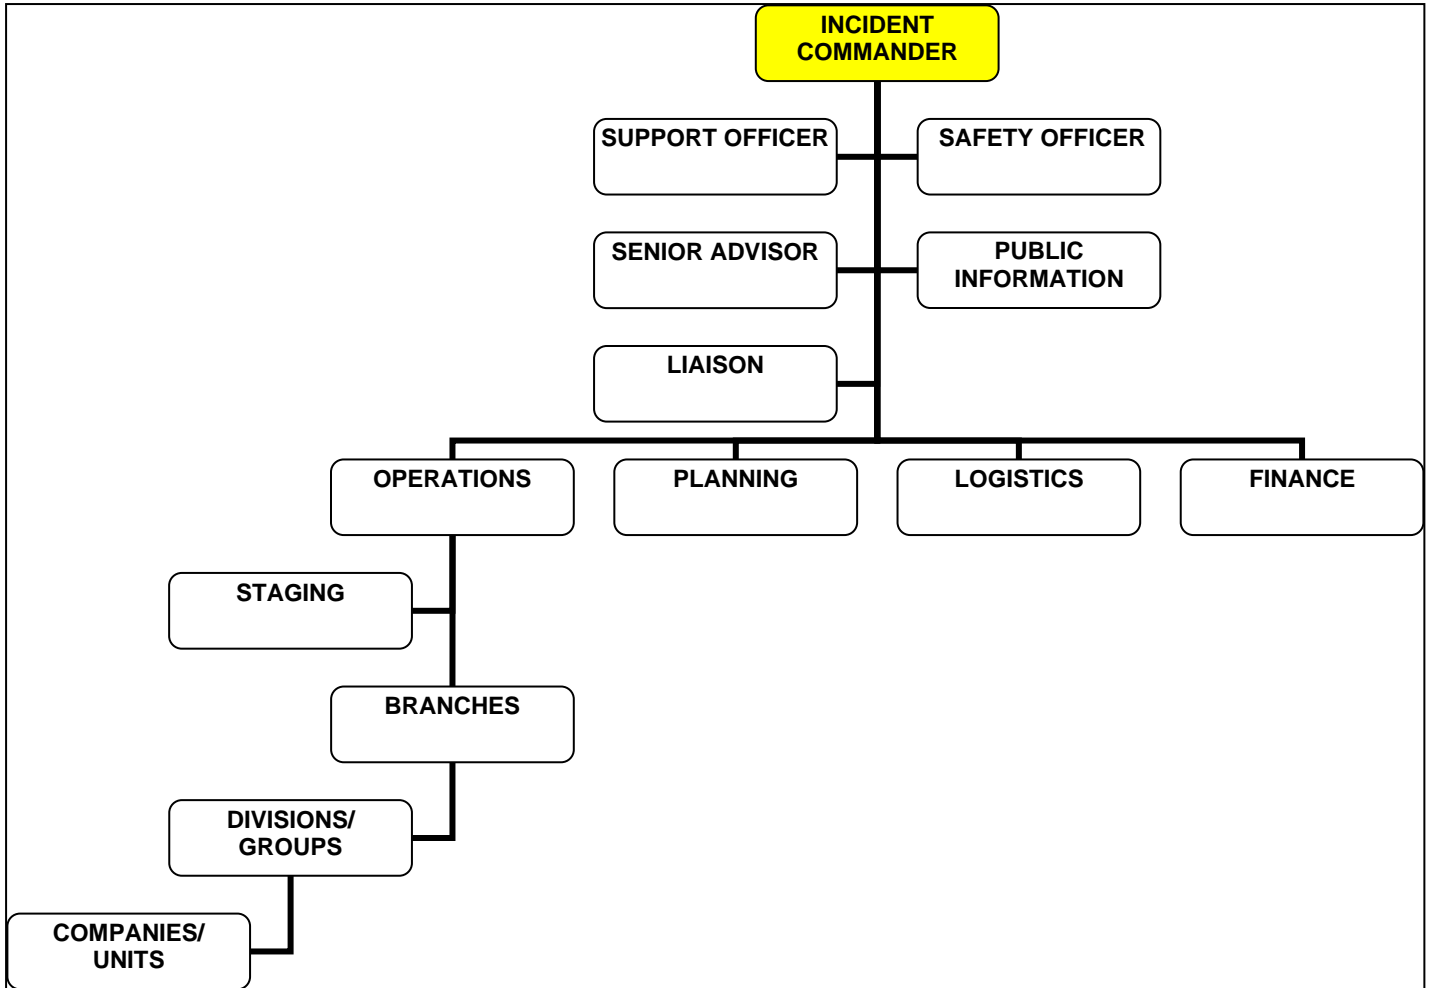 INCIDENT
COMMANDER
SUPPORT OFFICER
SAFETY OFFICER
SENIOR ADVISOR
PUBLIC
INFORMATION
LIAISON
OPERATIONS
PLANNING
LOGISTICS
FINANCE
STAGING
BRANCHES
DIVISIONS/
GROUPS
COMPANIES/
UNITS